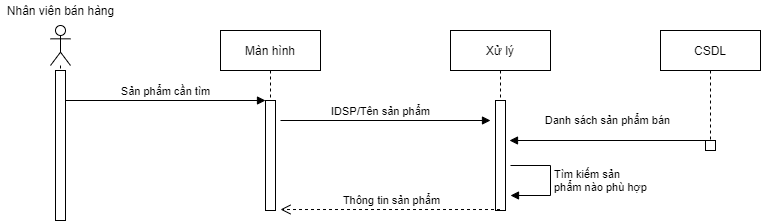 Nhân viên bán hàng
Màn hình
Xử lý
CSDL
Sản phẩm cần tìm
IDSP/Tên sản phẩm
Danh sách sản phẩm bán
Tìm kiếm sản
phẩm nào phù hợp
Thông tin sản phẩm